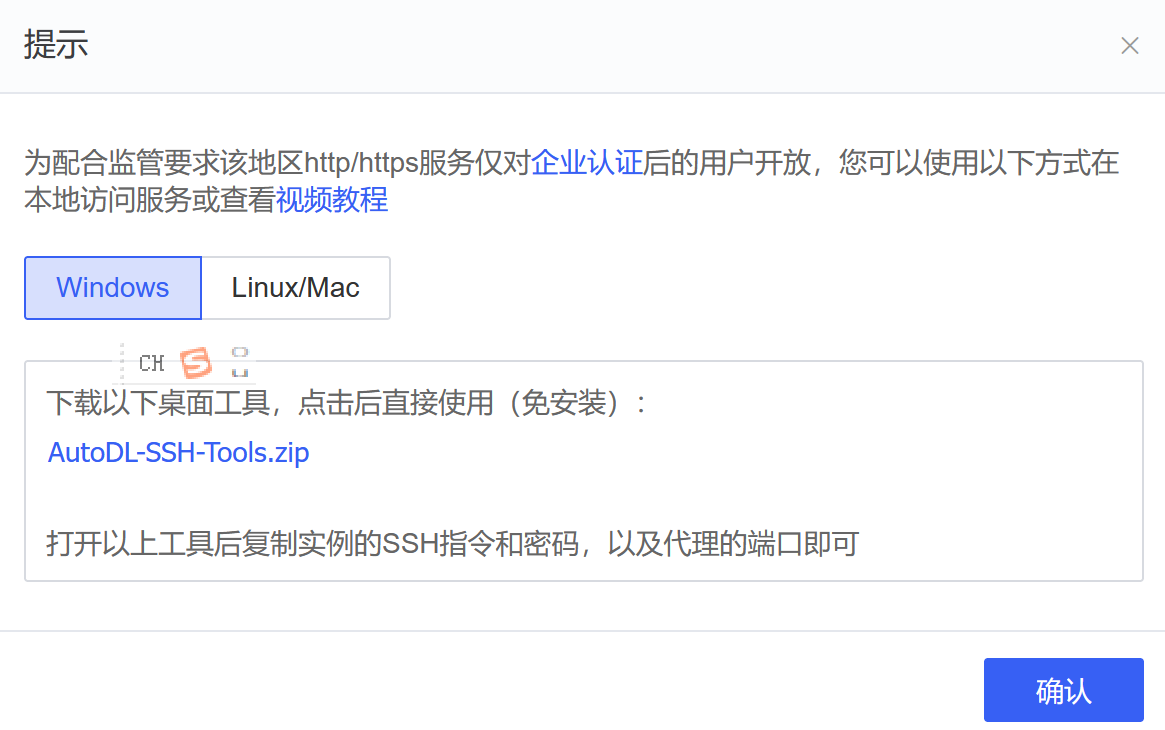 提示
为配合监管要求该地区http/https服务仅对企业认证后的用户开放，您可以使用以下方式在
本地访问服务或查看视频教程
Windows
Linux/Mac
CH
下载以下桌面工具，点击后直接使用（免安装）：
AutoDL-SSH-Tools.zip
打开以上工具后复制实例的SSH指令和密码，以及代理的端口即可
确认